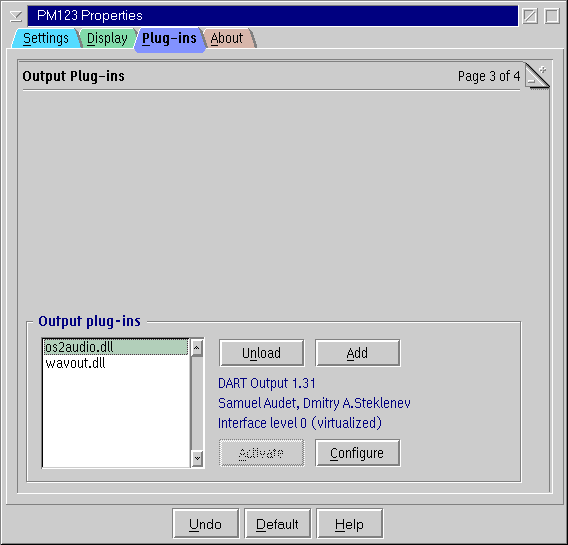 PM123 Properties
Settings Display Plug-ins About
Output Plug-ins Page 3 of 4
Output plug-ins
os2audio.dll
wavout.dll
Unload Add
DART Output 1.31
Samuel Audet, Dmitry A.Steklenev
Interface level 0 (virtualized)
Activate Configure
Undo Default Help